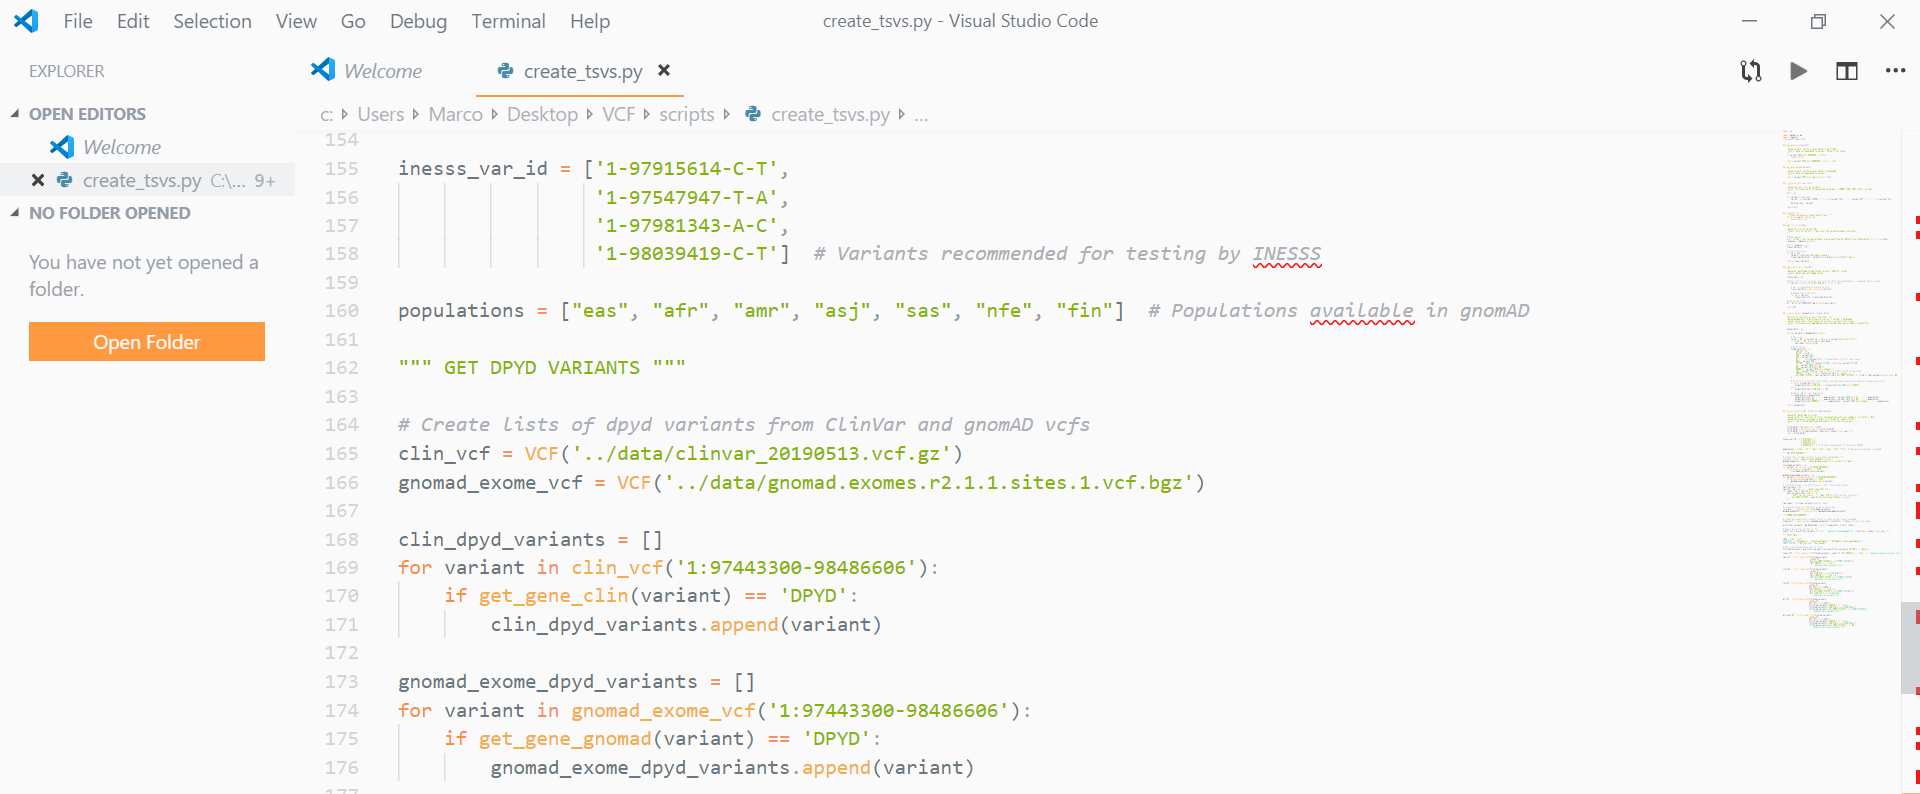 File Edit Selection View Go Debug Terminal Help create_tsvs.py - Visual Studio Code
EXPLORER
OPEN EDITORS
Welcome
create_tsvs.py C:\... 9+
NO FOLDER OPENED
You have not yet opened a
folder.
Open Folder
Welcome create_tsvs.py
c: Users Marco Desktop VCF scripts create_tsvs.py ...
154
155 inesss_var_id = ['1-97915614-C-T',
156 '1-97547947-T-A',
157 '1-97981343-A-C',
158 '1-98039419-C-T'] # Variants recommended for testing by INESSS
159
160 populations = ["eas", "afr", "amr", "asj", "sas", "nfe", "fin"] # Populations available in gnomAD
161
162 """ GET DPYD VARIANTS """
163
164 # Create lists of dpyd variants from ClinVar and gnomAD vcfs
165 clin_vcf = VCF('../data/clinvar_20190513.vcf.gz')
166 gnomad_exome_vcf = VCF('../data/gnomad.exomes.r2.1.1.sites.1.vcf.bgz')
167
168 clin_dpyd_variants = []
169 for variant in clin_vcf('1:97443300-98486606'):
170 if get_gene_clin(variant) == 'DPYD':
171 clin_dpyd_variants.append(variant)
172
173 gnomad_exome_dpyd_variants = []
174 for variant in gnomad_exome_vcf('1:97443300-98486606'):
175 if get_gene_gnomad(variant) == 'DPYD':
176 gnomad_exome_dpyd_variants.append(variant)
177